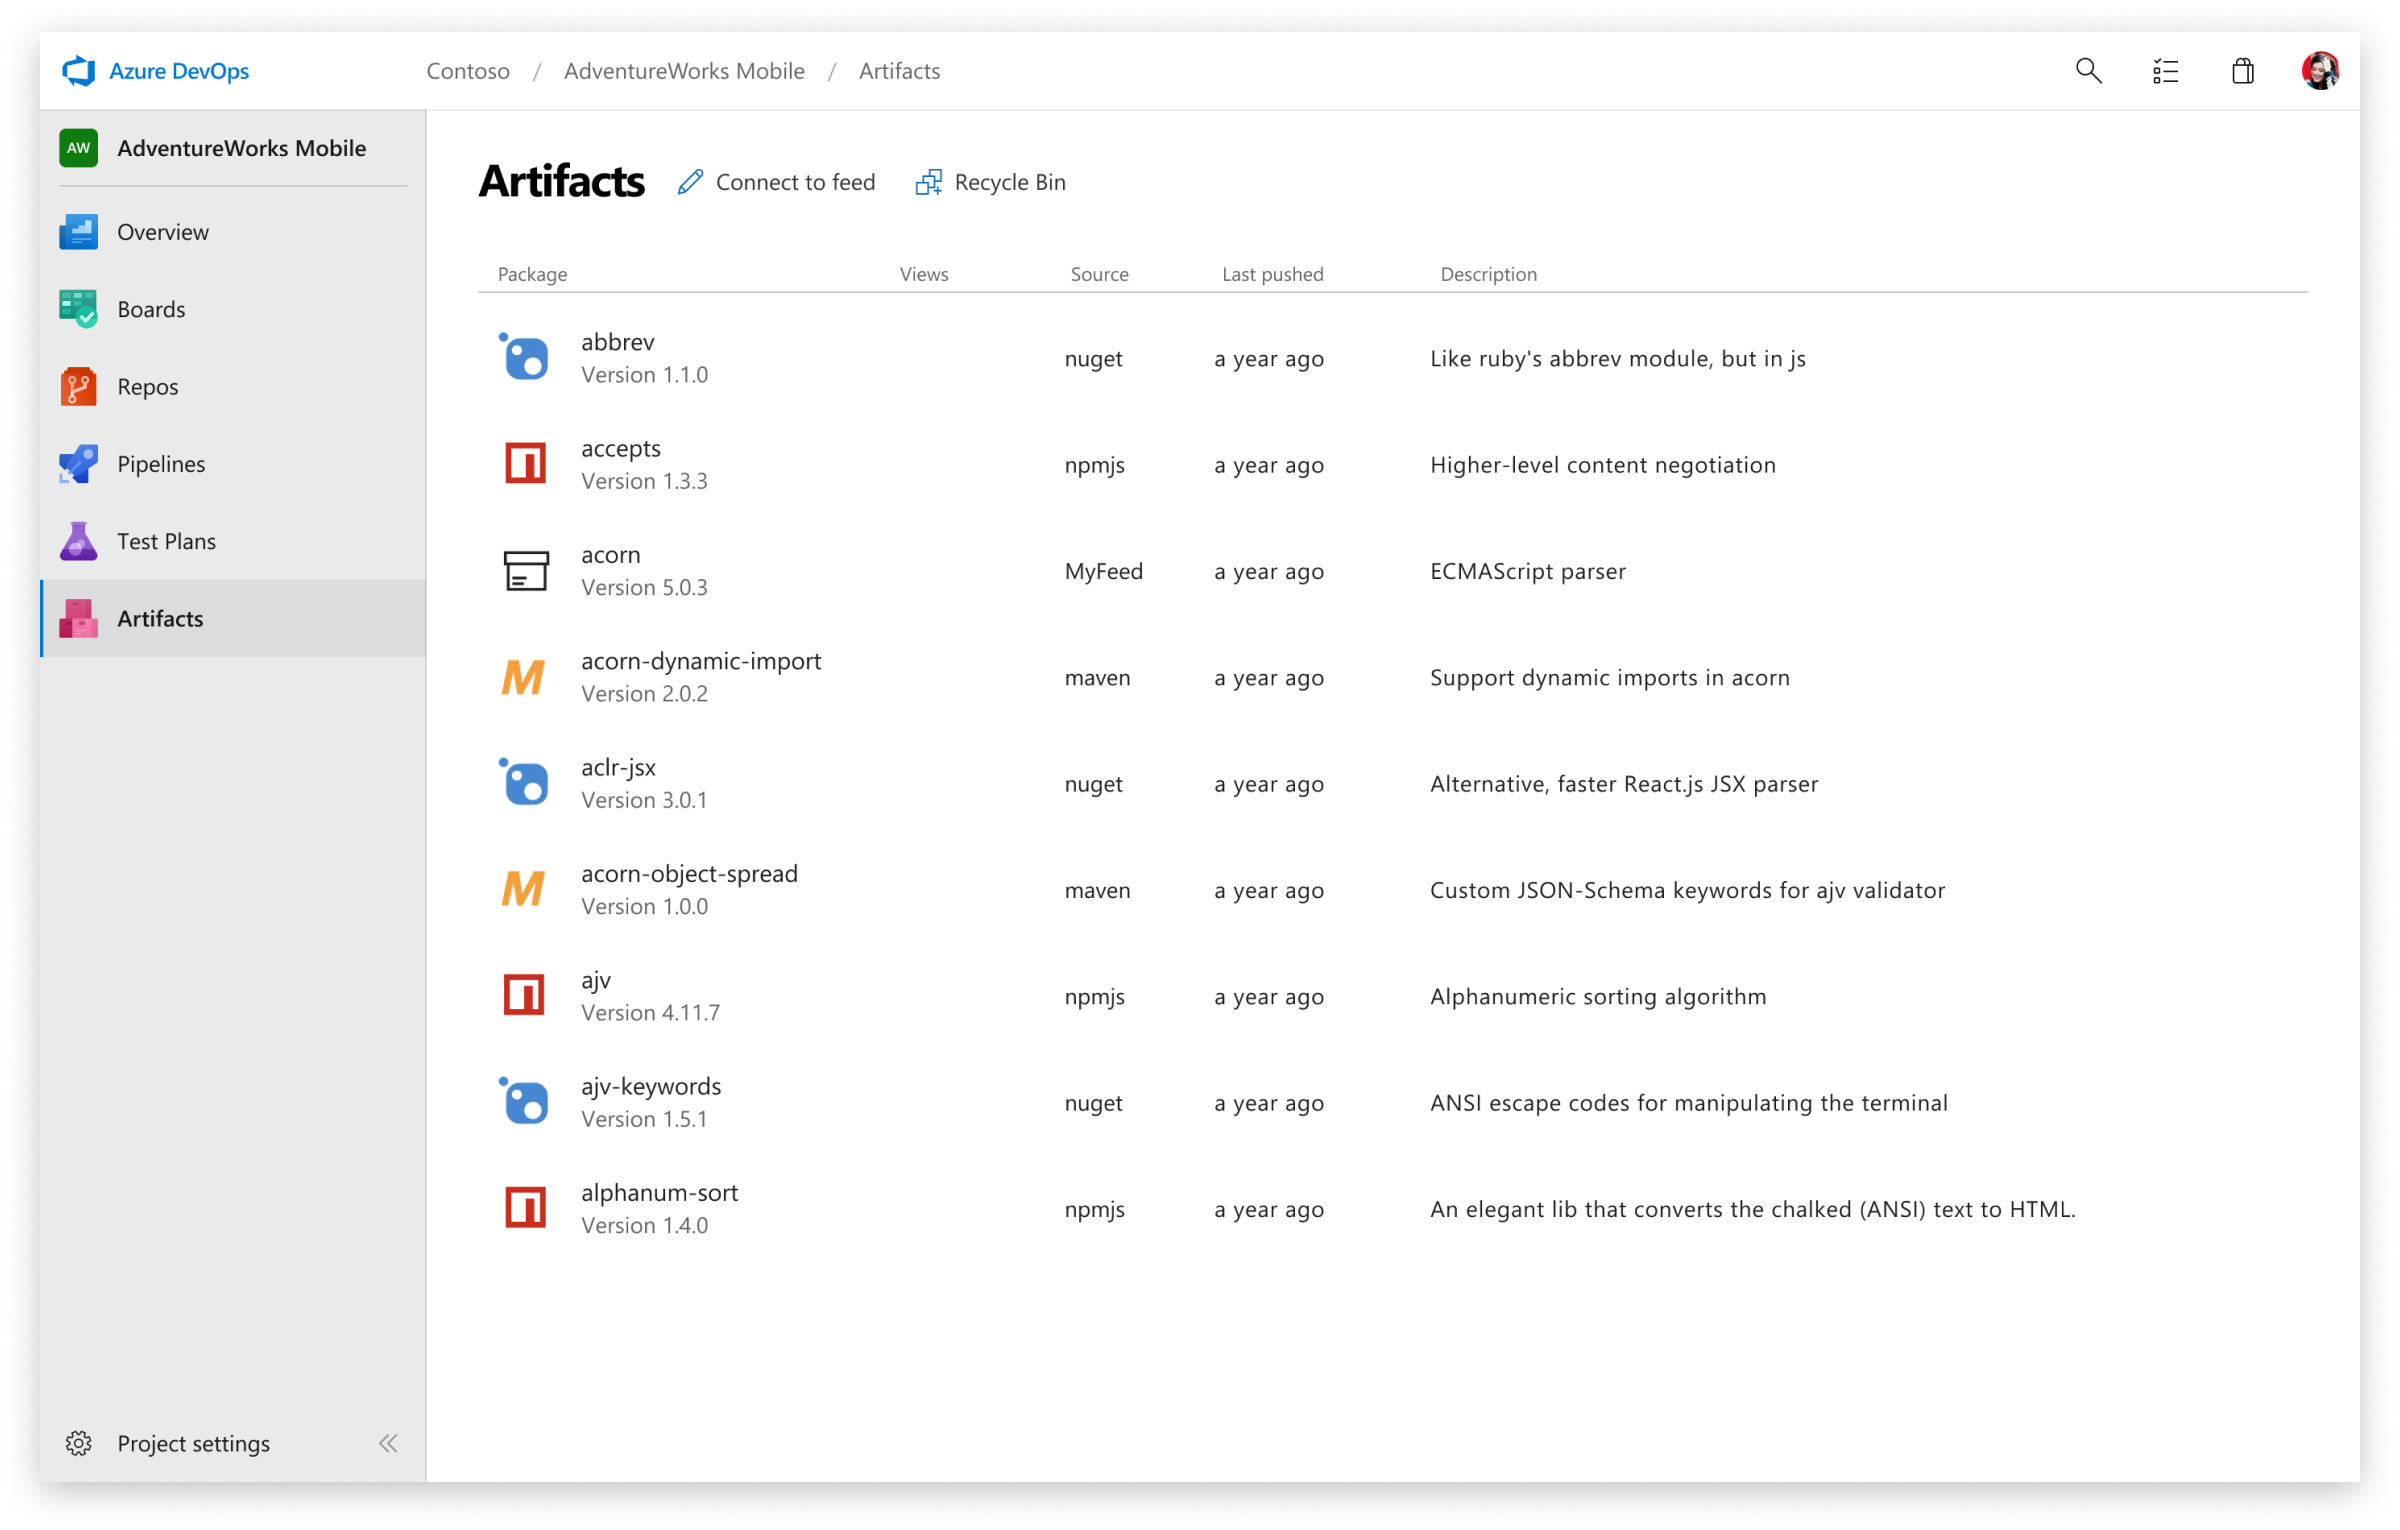 Azure DevOps
Contoso / AdventureWorks Mobile / Artifacts
AW AdventureWorks Mobile
Overview
Boards
Repos
Pipelines
Test Plans
Artifacts
Project settings
Artifacts Connect to feed Recycle Bin
Package Views Source Last pushed Description
abbrev
Version 1.1.0
nuget a year ago Like ruby's abbrev module, but in js
accepts
Version 1.3.3
npmjs a year ago Higher-level content negotiation
acorn
Version 5.0.3
MyFeed a year ago ECMAScript parser
acorn-dynamic-import
Version 2.0.2
maven a year ago Support dynamic imports in acorn
aclr-jsx
Version 3.0.1
nuget a year ago Alternative, faster React.js JSX parser
acorn-object-spread
Version 1.0.0
maven a year ago Custom JSON-Schema keywords for ajv validator
ajv
Version 4.11.7
npmjs a year ago Alphanumeric sorting algorithm
ajv-keywords
Version 1.5.1
nuget a year ago ANSI escape codes for manipulating the terminal
alphanum-sort
Version 1.4.0
npmjs a year ago An elegant lib that converts the chalked (ANSI) text to HTML.